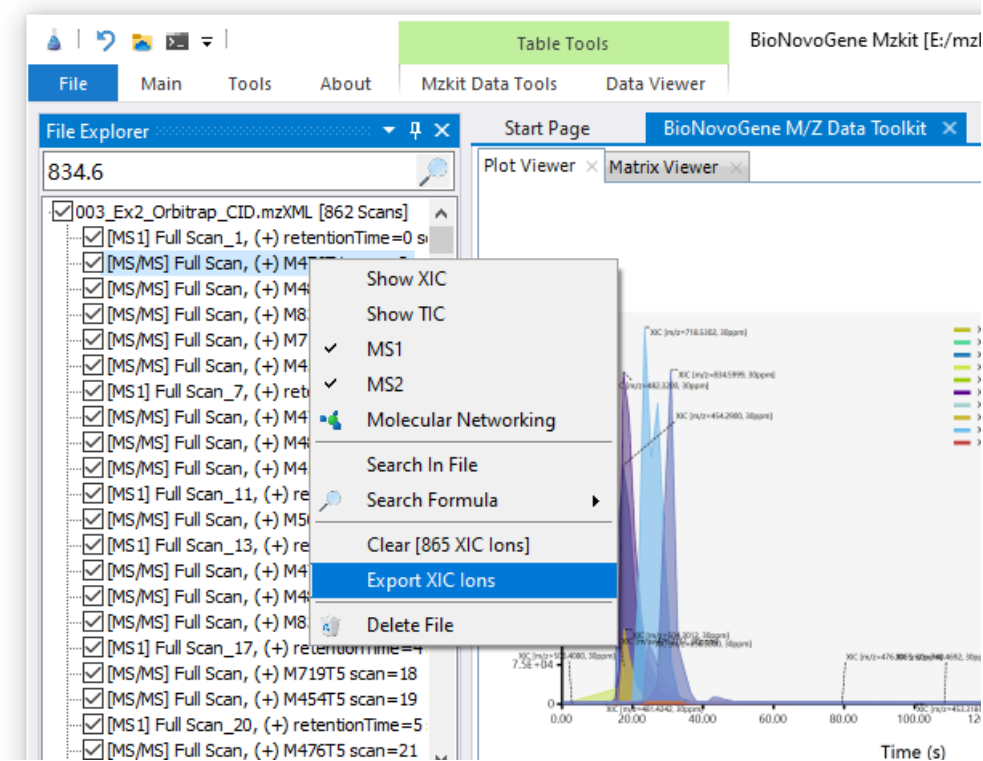 Table Tools
BioNovoGene Mzkit [E:/mzl
File Main Tools About Mzkit Data Tools Data Viewer
File Explorer
834.6
Start Page BioNovoGene M/Z Data Toolkit
Plot Viewer Matrix Viewer
003_Ex2_Orbitrap_CID.mzXML [862 Scans]
[MS1] Full Scan_1, (+) retentionTime=0 s
[MS/MS] Full Scan, (+)
[MS/MS] Full Scan, (+) M4
[MS/MS] Full Scan, (+) M8
[MS/MS] Full Scan, (+) M7
[MS/MS] Full Scan, (+) M4
[MS1] Full Scan_7, (+) ret
[MS/MS] Full Scan, (+) M4
[MS/MS] Full Scan, (+) M4
[MS/MS] Full Scan, (+) M4
[MS1] Full Scan_11, (+) re
[MS/MS] Full Scan, (+) M5
[MS1] Full Scan_13, (+) re
[MS/MS] Full Scan, (+) M4
[MS/MS] Full Scan, (+) M4
[MS/MS] Full Scan, (+) M8
[MS1] Full Scan_17, (+) retentionTime=4
[MS/MS] Full Scan, (+) M719T5 scan=18
[MS/MS] Full Scan, (+) M454T5 scan=19
[MS1] Full Scan_20, (+) retentionTime=5
[MS/MS] Full Scan, (+) M476T5 scan=21
Show XIC
Show TIC
MS1
MS2
Molecular Networking
Search In File
Search Formula
Clear [865 XIC Ions]
Export XIC Ions
Delete File
XIC [m/z=718.5302, 30ppm]
XIC [m/z=834.5999, 30ppm]
XIC [m/z=454.2900, 30ppm]
7.5E+04
0
0.00 20.00 40.00 60.00 80.00 100.00
Time (s)